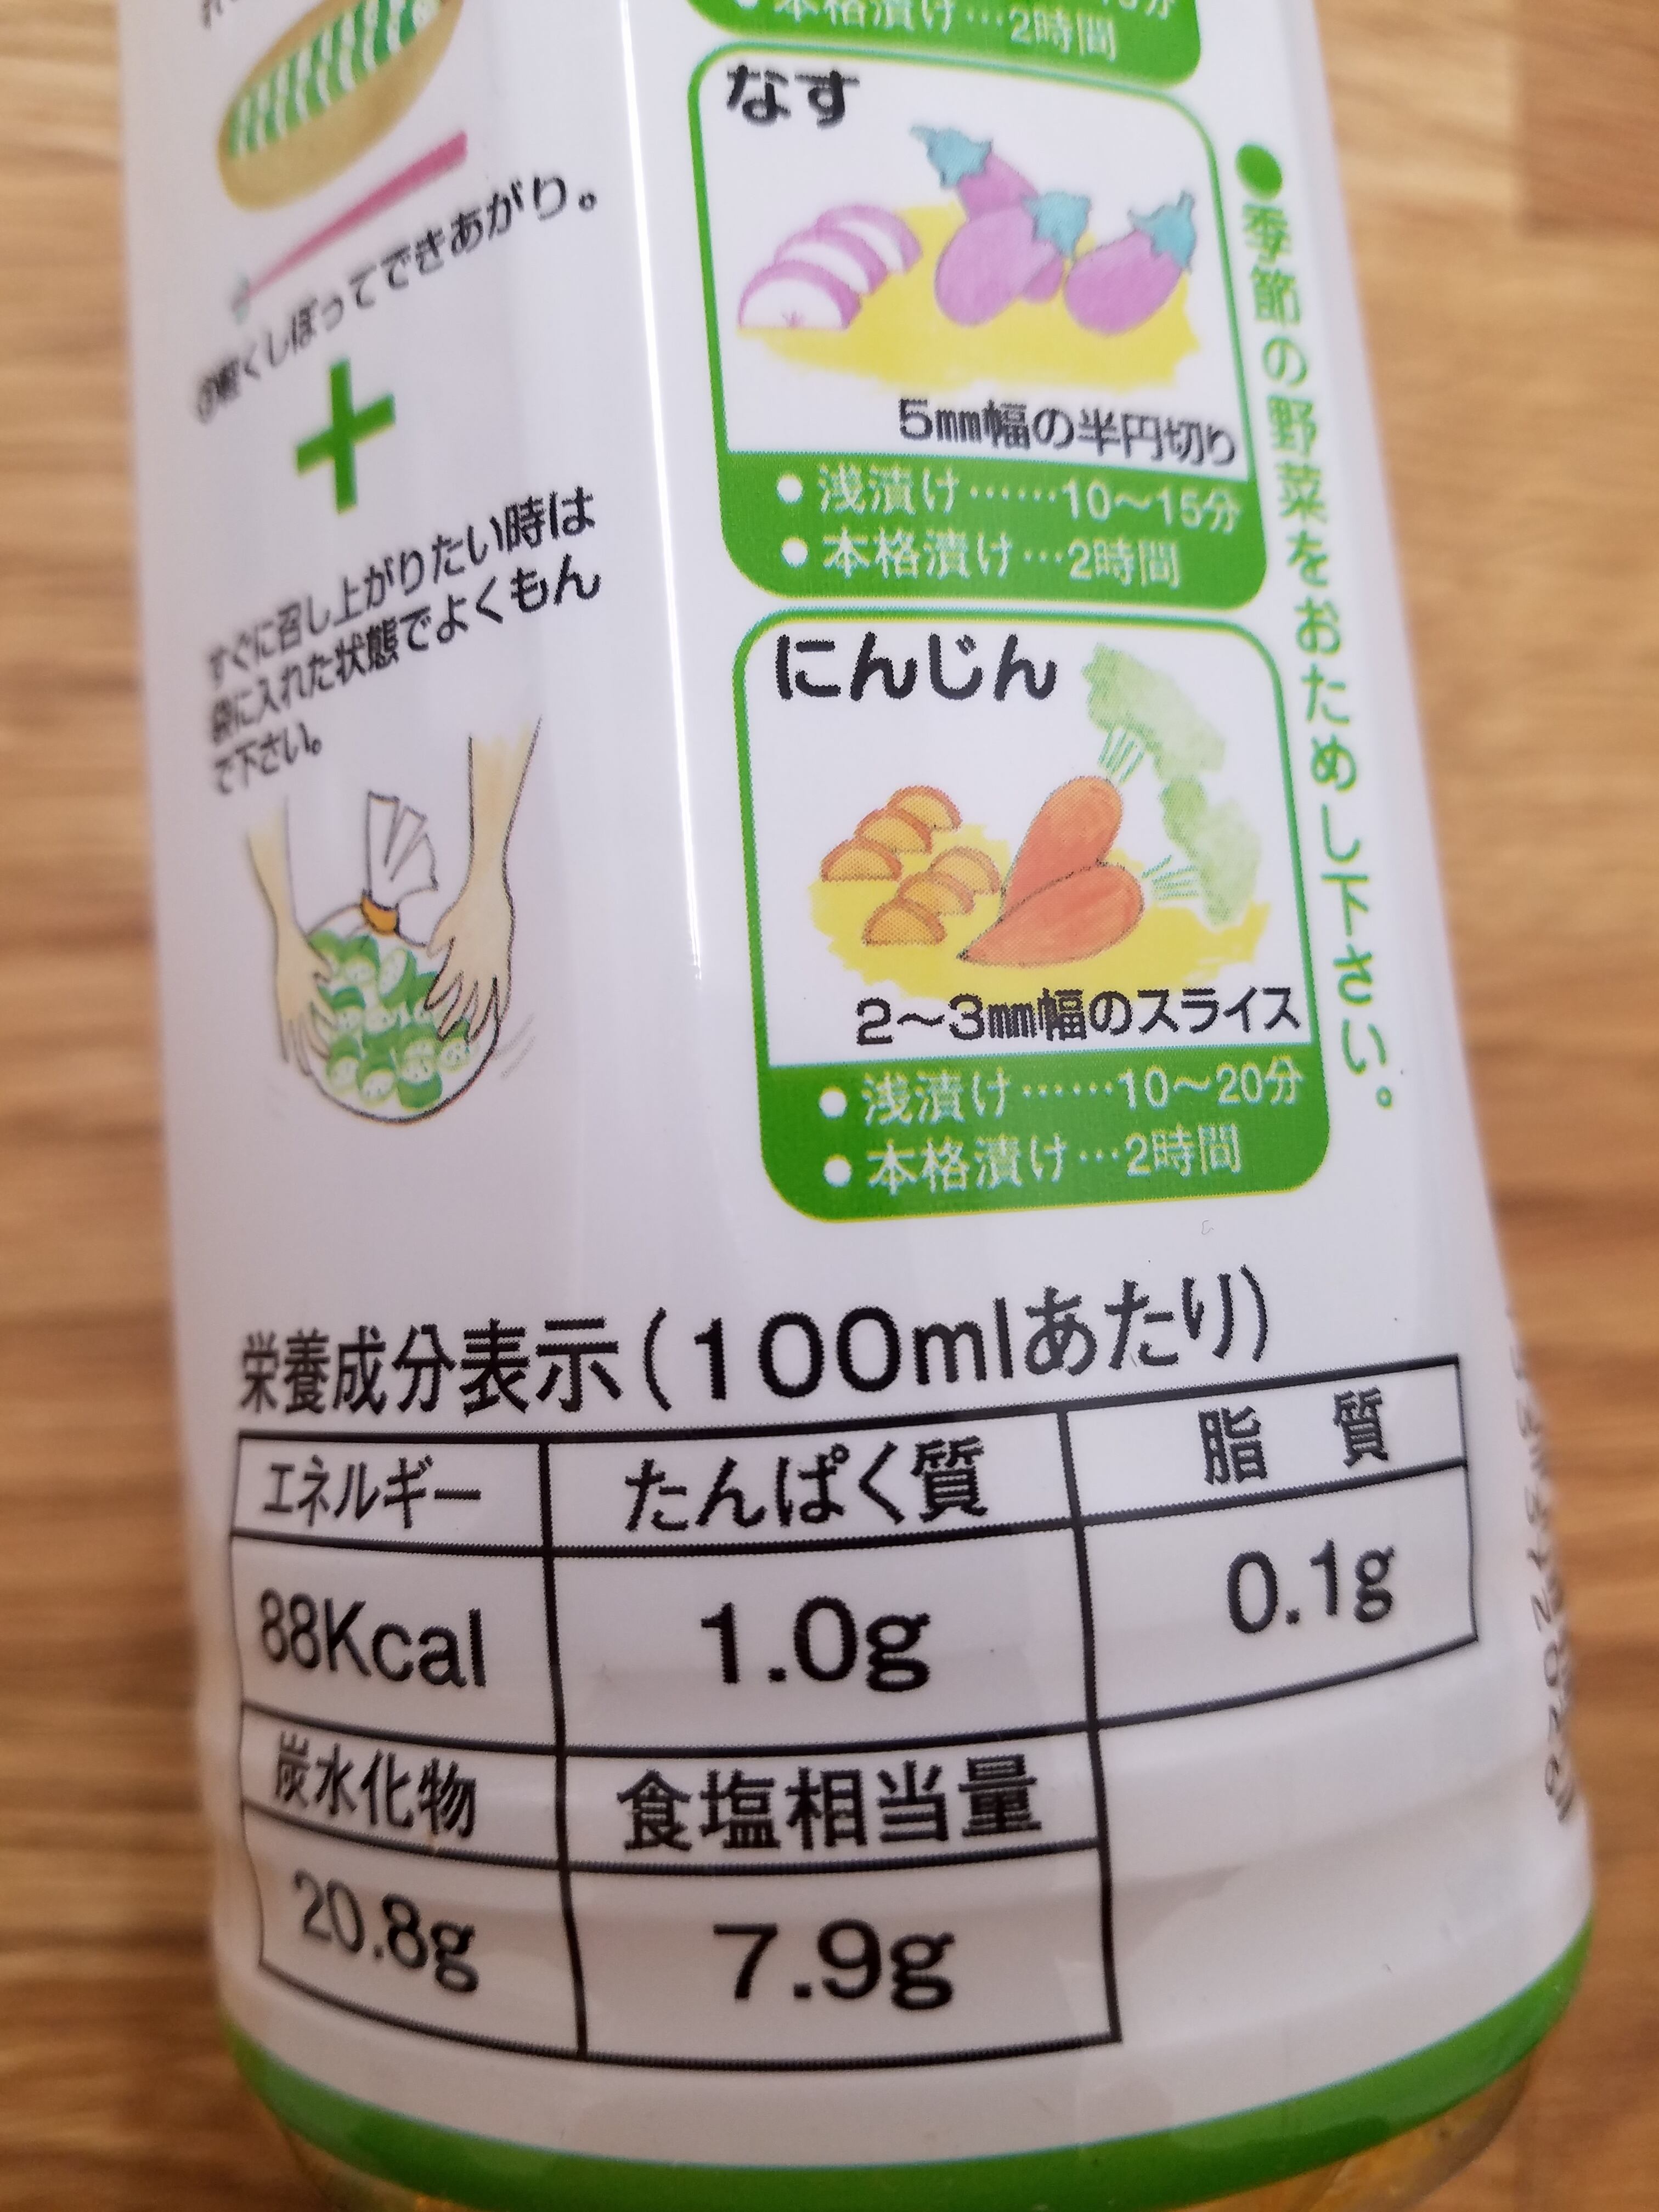 軽くしぼってできあがり。
+
すぐに召し上がりたい時は
袋に入れた状態でよくもん
で下さい。
本格漬け…2時間
なす
5mm幅の半円切り
●浅漬け……10〜15分
●本格漬け…2時間
にんじん
2〜3mm幅のスライス
●浅漬け……10〜20分
●本格漬け…2時間
●季節の野菜をおためし下さい。
栄養成分表示(100mlあたり)
エネルギー たんぱく質 脂 質
88Kcal 1.0g 0.1g
炭水化物 食塩相当量
20.8g 7.9g